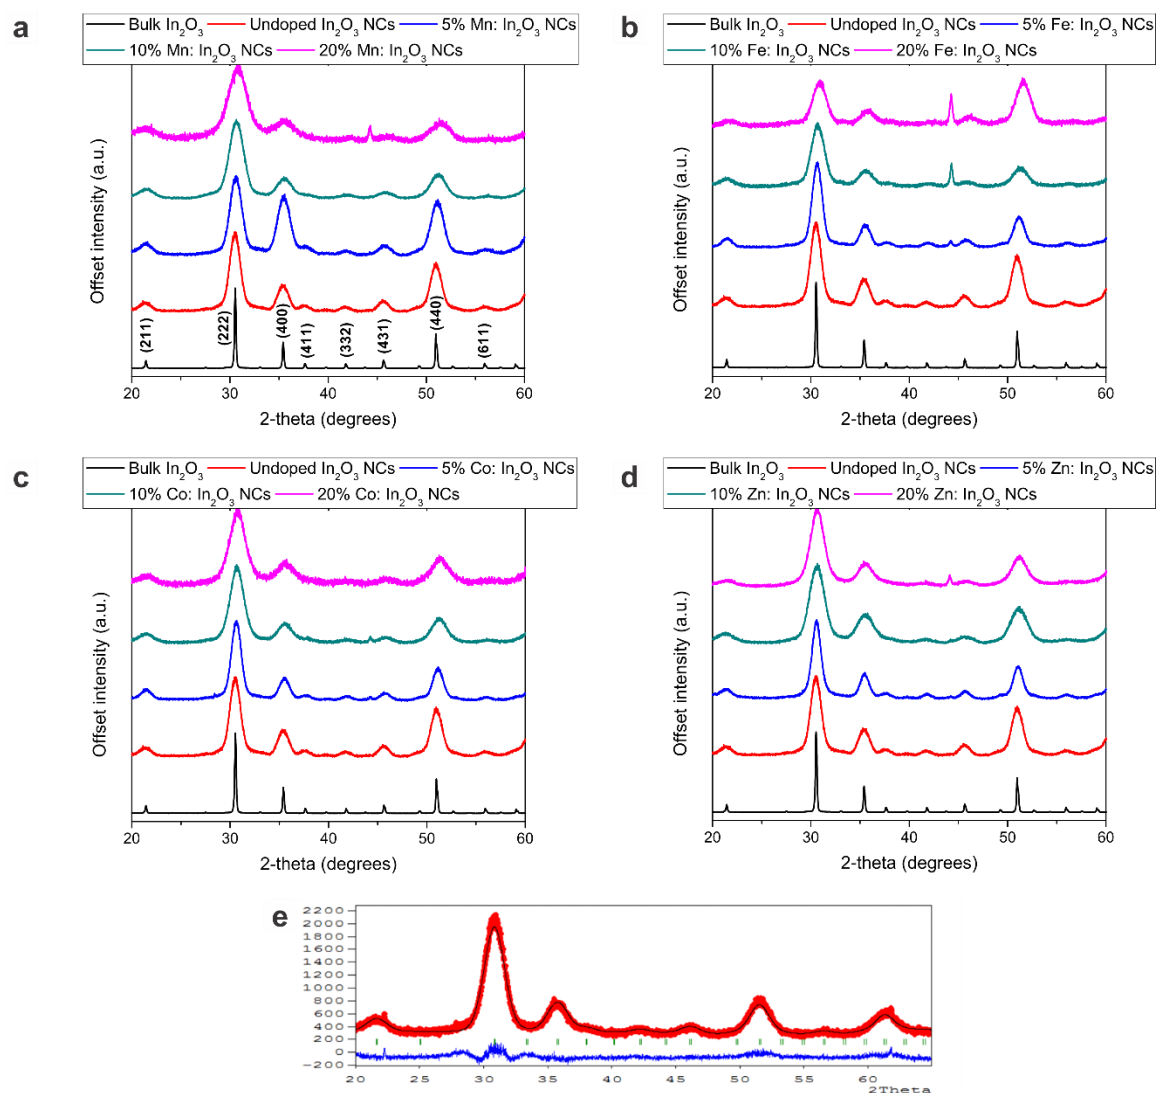 a
Bulk In₂O₃ Undoped In₂O₃ NCs 5% Mn: In₂O₃ NCs
10% Mn: In₂O₃ NCs 20% Mn: In₂O₃ NCs
Offset intensity (a.u.)
(211)
(222)
(400)
(411)
(332)
(431)
(440)
(611)
20 30 40 50 60
2-theta (degrees)
b
Bulk In₂O₃ Undoped In₂O₃ NCs 5% Fe: In₂O₃ NCs
10% Fe: In₂O₃ NCs 20% Fe: In₂O₃ NCs
Offset intensity (a.u.)
20 30 40 50 60
2-theta (degrees)
c
Bulk In₂O₃ Undoped In₂O₃ NCs 5% Co: In₂O₃ NCs
10% Co: In₂O₃ NCs 20% Co: In₂O₃ NCs
Offset intensity (a.u.)
20 30 40 50 60
2-theta (degrees)
d
Bulk In₂O₃ Undoped In₂O₃ NCs 5% Zn: In₂O₃ NCs
10% Zn: In₂O₃ NCs 20% Zn: In₂O₃ NCs
Offset intensity (a.u.)
20 30 40 50 60
2-theta (degrees)
e
2200
2000
1800
1600
1400
1200
1000
800
600
400
200
0
-200
20 25 30 35 40 45 50 55 60
2Theta